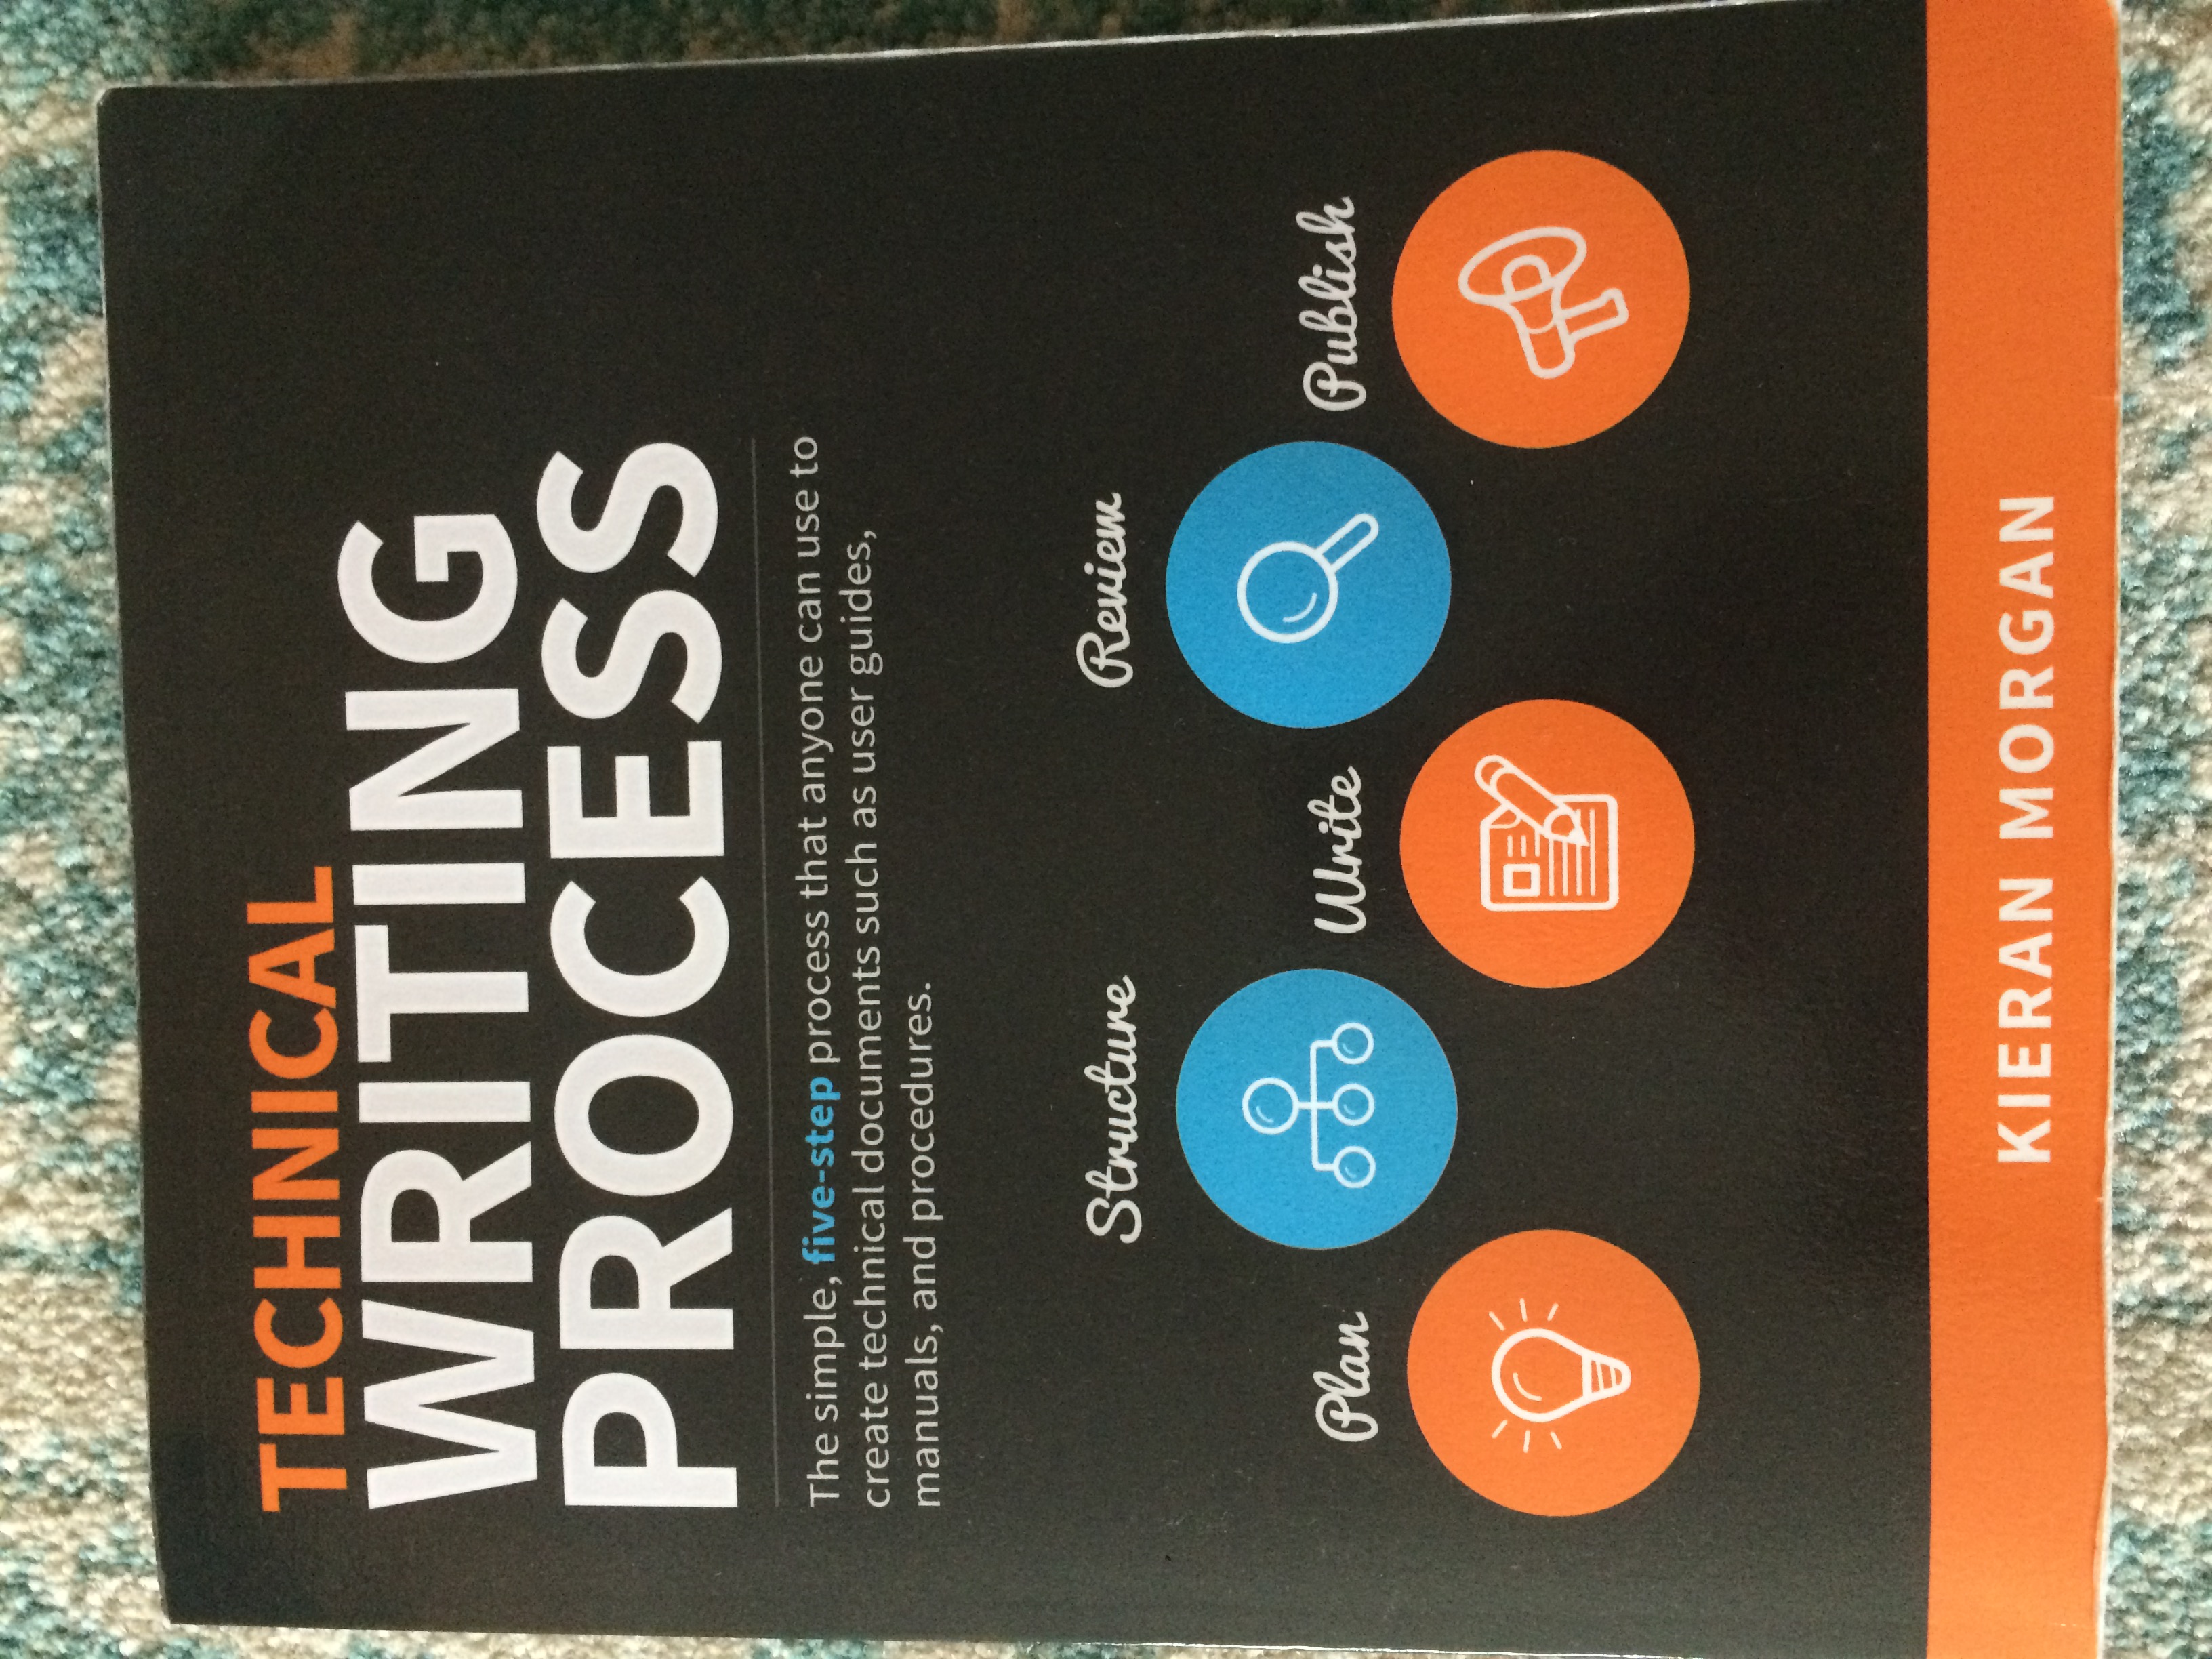 TECHNICAL
WRITING
PROCESS
The simple, five-step process that anyone can use to
create technical documents such as user guides,
manuals, and procedures.
Plan
Structure
Write
Review
Publish
KIERAN MORGAN